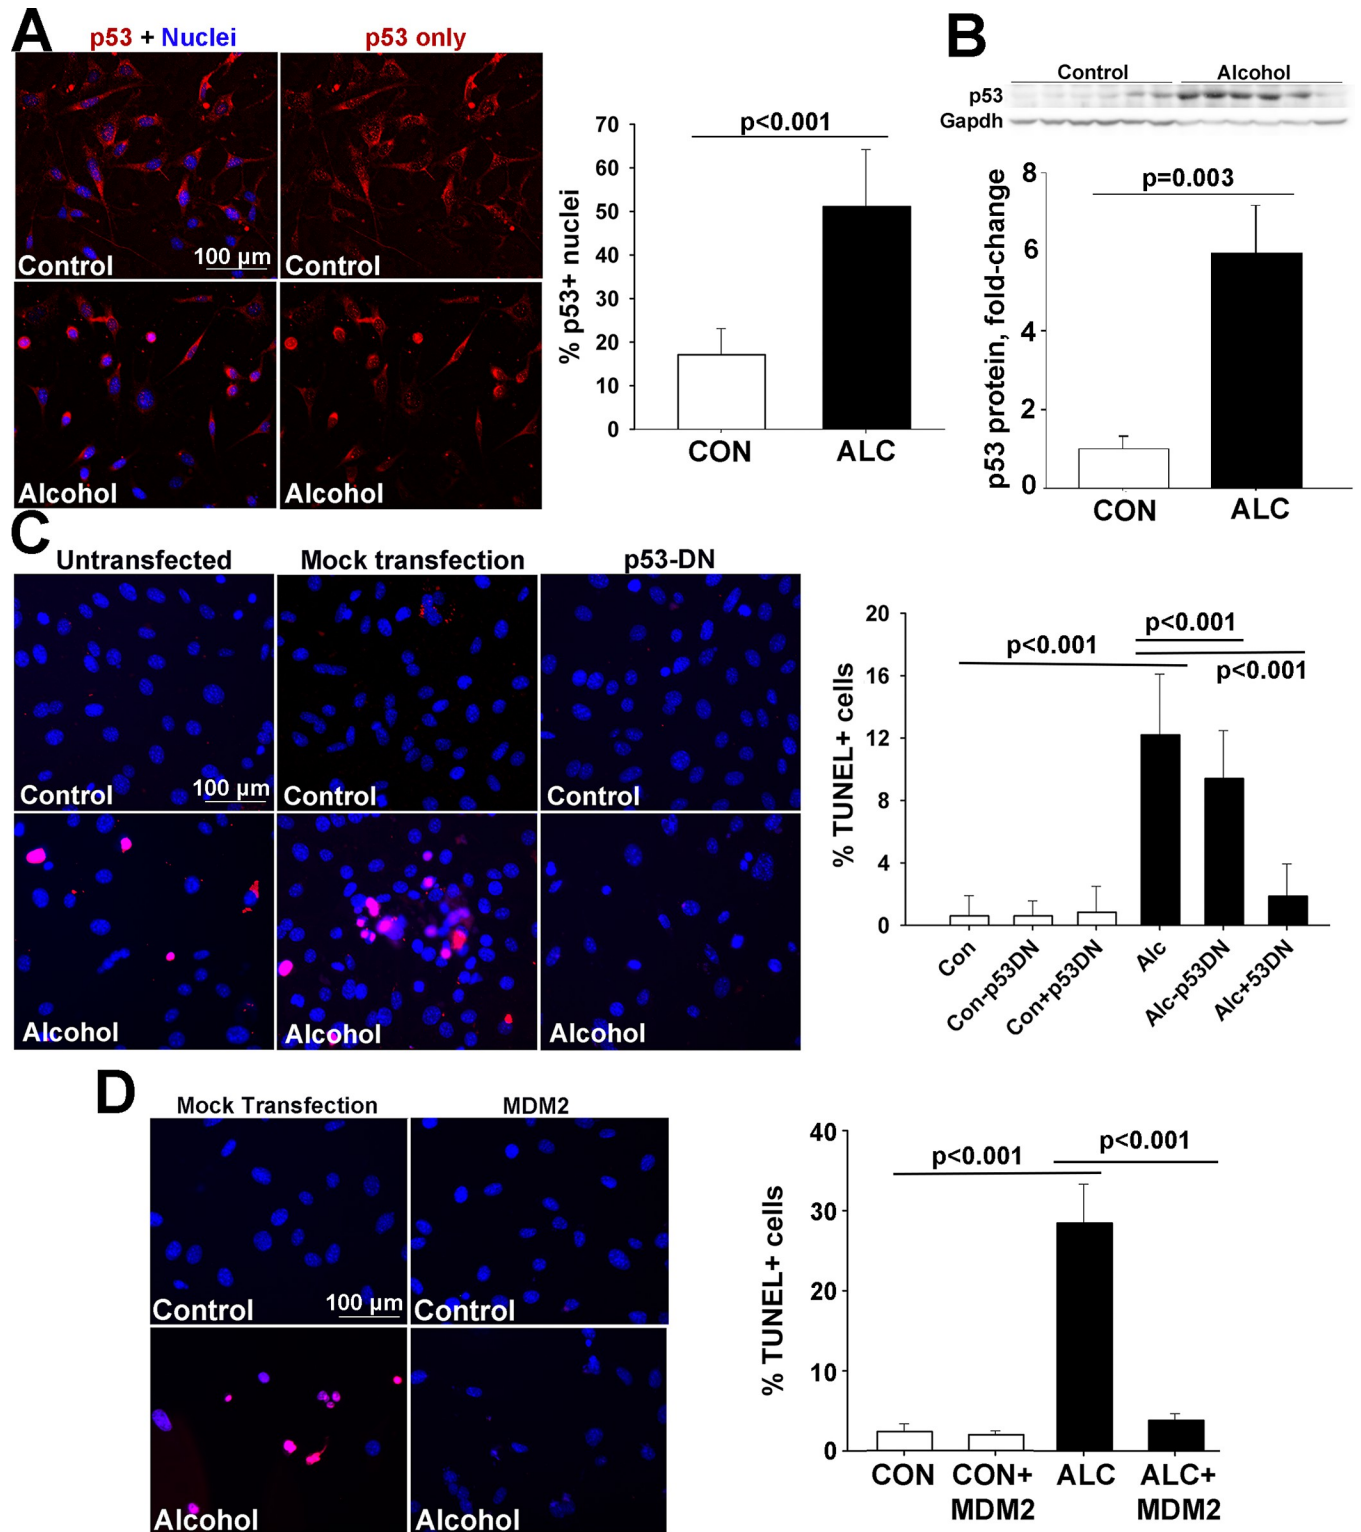 A
p53 + Nuclei
p53 only
Control
100 µm
Control
Alcohol
Alcohol
% p53+ nuclei
70
60
50
40
30
20
10
0
p<0.001
CON
ALC
B
Control
Alcohol
p53
Gapdh
p53 protein, fold-change
8
6
4
2
0
p=0.003
CON
ALC
C
Untransfected
Mock transfection
p53-DN
Control
100 µm
Control
Control
Alcohol
Alcohol
Alcohol
% TUNEL+ cells
20
16
12
8
4
0
p<0.001
p<0.001
p<0.001
Con
Con-p53DN
Con+p53DN
Alc
Alc-p53DN
Alc+53DN
D
Mock Transfection
MDM2
Control
100 µm
Control
Alcohol
Alcohol
% TUNEL+ cells
40
30
20
10
0
p<0.001
p<0.001
CON
CON+
MDM2
ALC
ALC+
MDM2